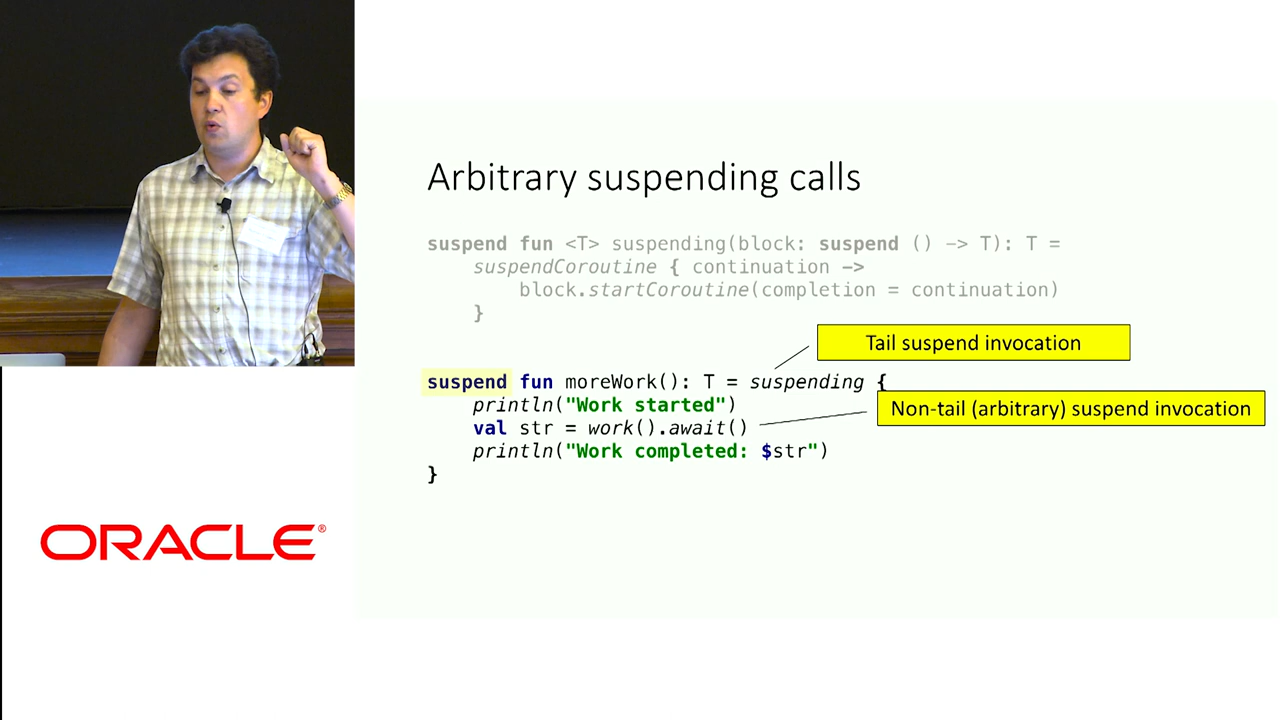 Arbitrary suspending calls
suspend fun <T> suspending(block: suspend () -> T): T =
suspendCoroutine { continuation ->
block.startCoroutine(completion = continuation)
}
Tail suspend invocation
suspend fun moreWork(): T = suspending {
println("Work started")
Non-tail (arbitrary) suspend invocation
val str = work().await()
println("Work completed: $str")
}
ORACLE®